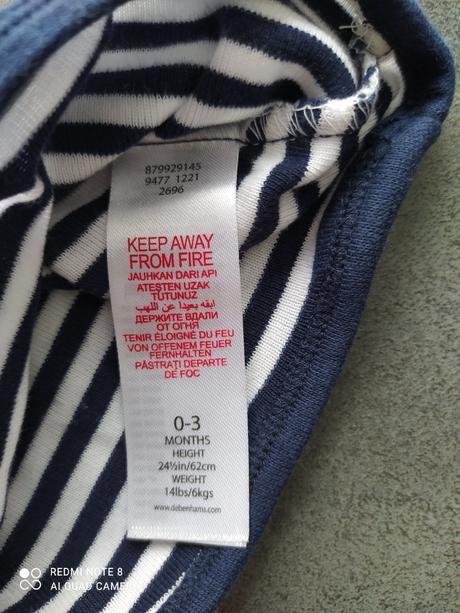 879929145
9477 1221
2696
KEEP AWAY
FROM FIRE
JAUHKAN DARI API
ATEŞTEN UZAK
TUTUNUZ
ابقه بعيدا عن اللهب
ДЕРЖИТЕ ВДАЛИ
ОТ ОГНЯ
TENIR ÉLOIGNÉ DU FEU
VON OFFENEM FEUER
FERNHALTEN
PĂSTRAŢI DEPARTE
DE FOC
0-3
MONTHS
HEIGHT
24½in/62cm
WEIGHT
14lbs/6kgs
www.debenhams.com
REDMI NOTE 8
AI QUAD CAMERA